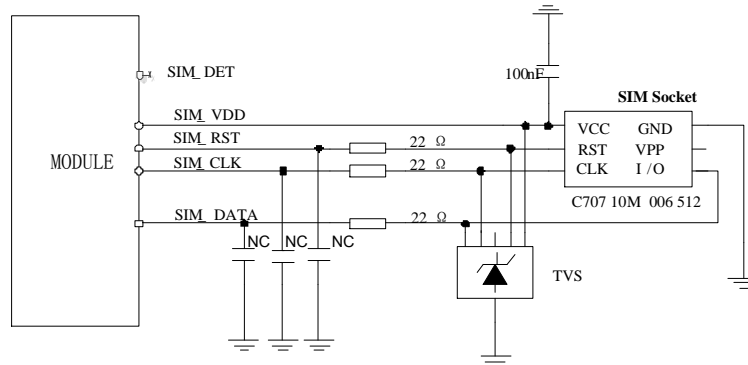 SIM_DET
100nF
SIM Socket
SIM_VDD
VCC GND
SIM_RST
22 Ω
RST VPP
MODULE
SIM_CLK
22 Ω
CLK I/O
C707 10M 006 512
SIM_DATA
22 Ω
NC
NC
NC
TVS